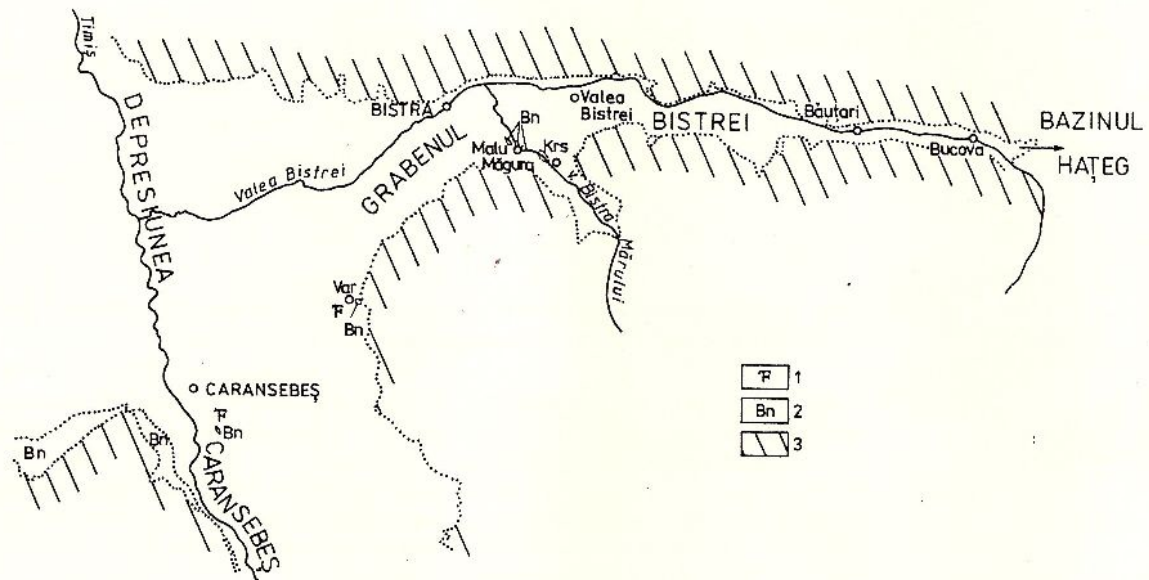 Timiș
DEPRESIUNEA
CARANSEBEȘ
BISTRA
Valea Bistrei
GRABENUL
BISTREI
Valea
Bistrei
Bn
Malu
Măgura
Krs
V.
Bistra
Mărului
Băutari
Bucova
BAZINUL
HAȚEG
Var
F
Bn
CARANSEBEȘ
F
Bn
Bn
Bn
F 1
Bn 2
3